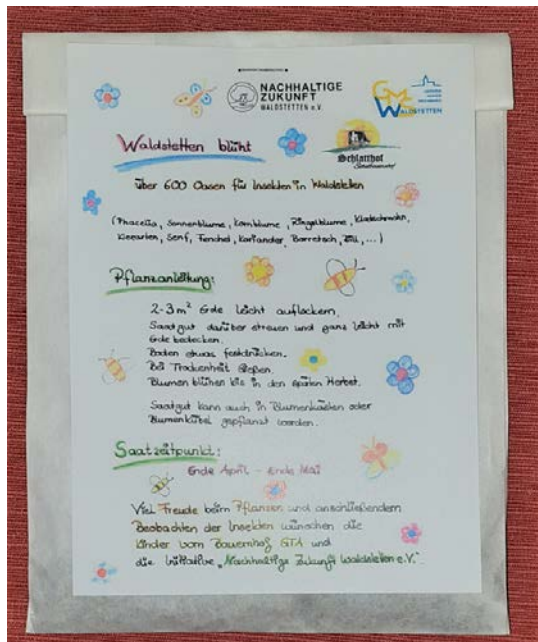 NACHHALTIGE
ZUKUNFT
WALDSTETTEN e.V.
WALDSTETTEN
Waldstetten blüht
Schlatthof
über 600 Oasen für Insekten in Waldstetten
(Phacelia, Sonnenblume, Kornblume, Ringelblume, Klatschmohn,
Kleearten, Senf, Fenchel, Koriander, Borretsch, Dill, ...)
Pflanzanleitung:
2-3 m² Erde leicht auflockern.
Saatgut darüber streuen und ganz leicht mit
Erde bedecken.
Boden etwas festdrücken.
Bei Trockenheit gießen.
Blumen blühen bis in den späten Herbst.
Saatgut kann auch in Blumenkästen oder
Blumenkübel gepflanzt werden.
Saatzeitpunkt:
Ende April - Ende Mai
Viel Freude beim Pflanzen und anschließendem
Beobachten der Insekten wünschen die
Kinder vom Bauernhof GTA und
die Initiative „Nachhaltige Zukunft Waldstetten e.V."